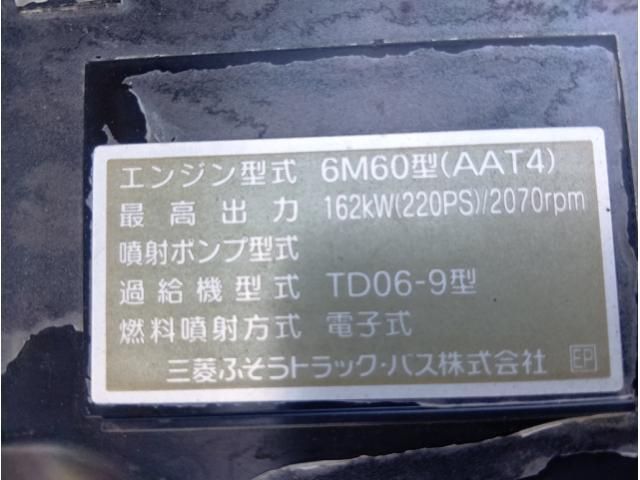 エンジン型式 6M60型(AAT4)
最高出力 162kW(220PS)/2070rpm
噴射ポンプ型式
過給機型式 TD06-9型
燃料噴射方式 電子式
三菱ふそうトラック・バス株式会社 EP